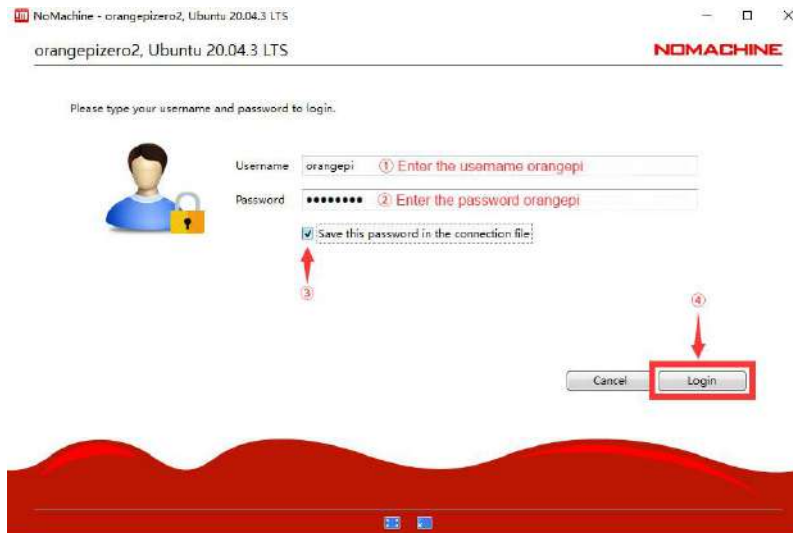 NoMachine - orangepizero2, Ubuntu 20.04.3 LTS
orangepizero2, Ubuntu 20.04.3 LTS
NOMACHINE
Please type your username and password to login.
Username orangepi ① Enter the username orangepi
Password •••••••• ② Enter the password orangepi
Save this password in the connection file
③
④
Cancel Login